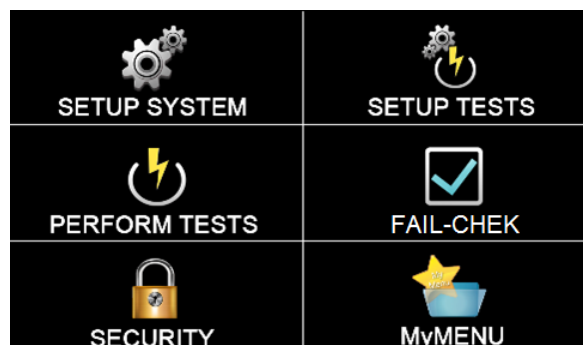 SETUP SYSTEM
SETUP TESTS
PERFORM TESTS
FAIL-CHEK
SECURITY
MyMENU